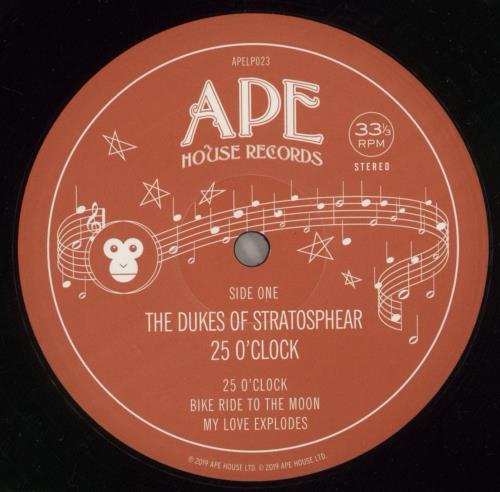 APELP023
APE
HOUSE RECORDS
33⅓
RPM
STEREO
SIDE ONE
THE DUKES OF STRATOSPHEAR
25 O'CLOCK
25 O'CLOCK
BIKE RIDE TO THE MOON
MY LOVE EXPLODES
℗ 2019 APE HOUSE LTD. © 2019 APE HOUSE LTD.